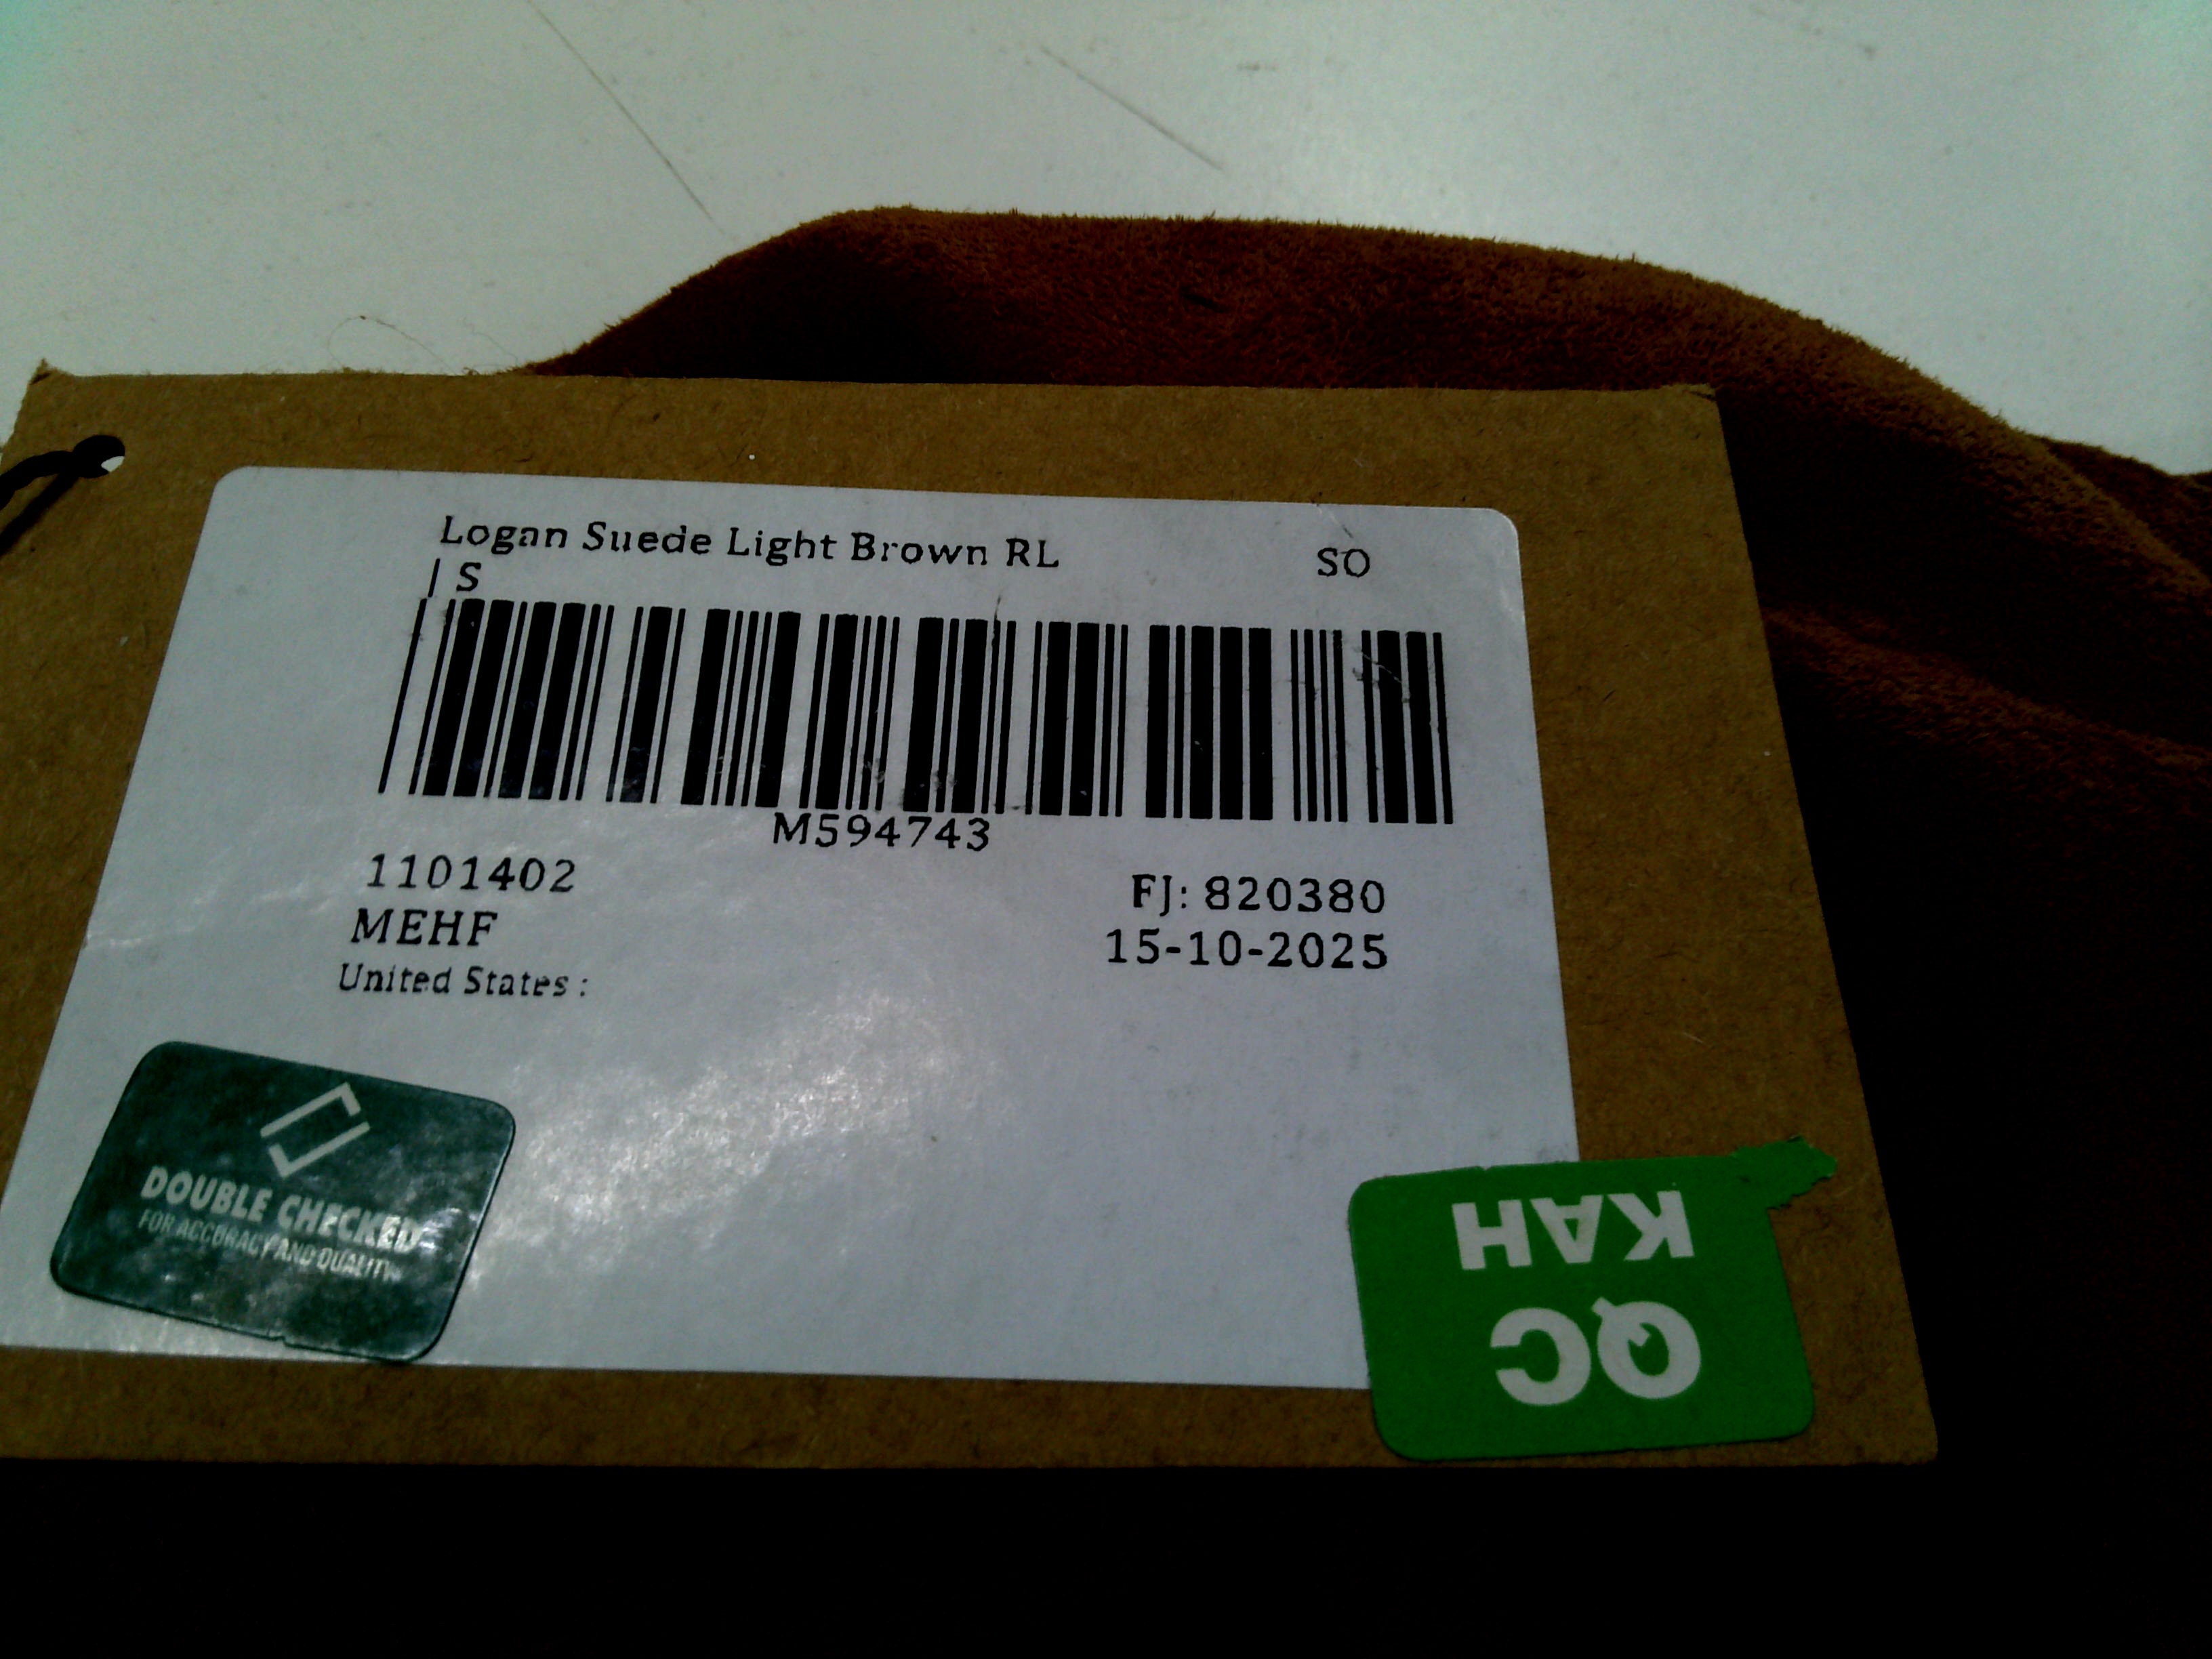 Logan Suede Light Brown RL
SO
| S
M594743
1101402
FJ: 820380
MEHF
15-10-2025
United States :
DOUBLE CHECKED
FOR ACCURACY AND QUALITY
QC
KAH